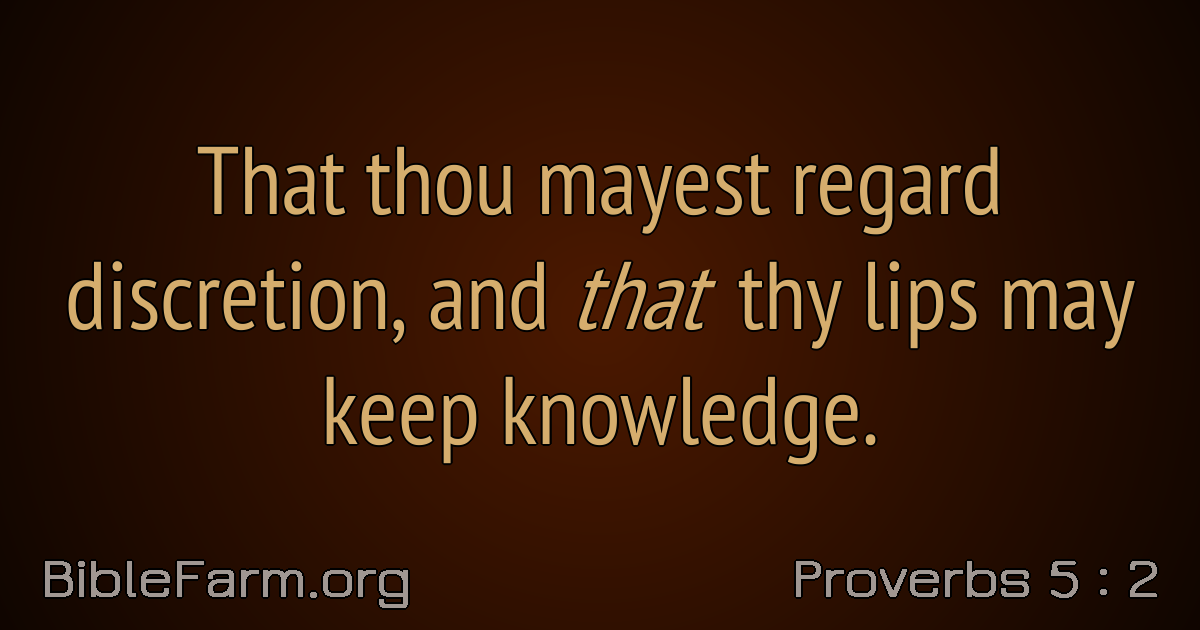 That thou mayest regard
discretion, and that thy lips may
keep knowledge.
BibleFarm.org
Proverbs 5 : 2